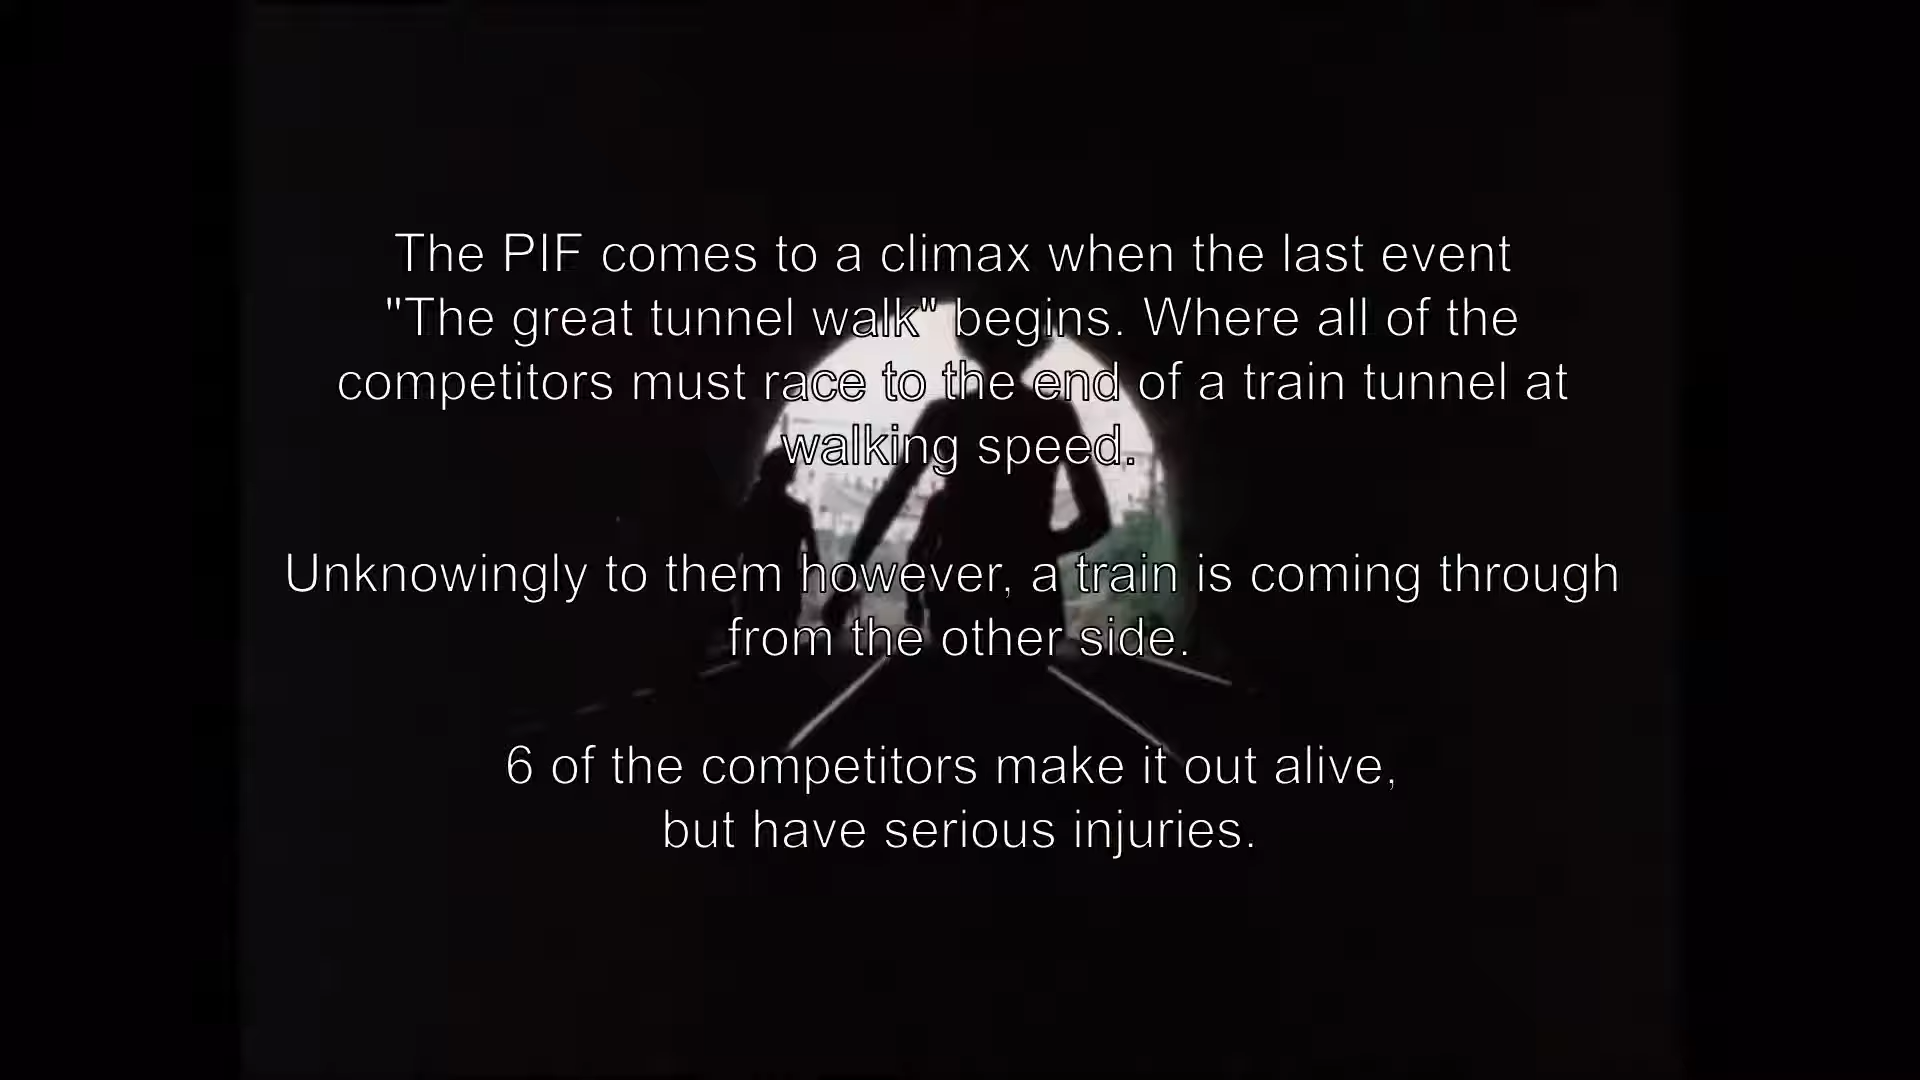 The PIF comes to a climax when the last event
"The great tunnel walk" begins. Where all of the
competitors must race to the end of a train tunnel at
walking speed.
Unknowingly to them however, a train is coming through
from the other side.
6 of the competitors make it out alive,
but have serious injuries.